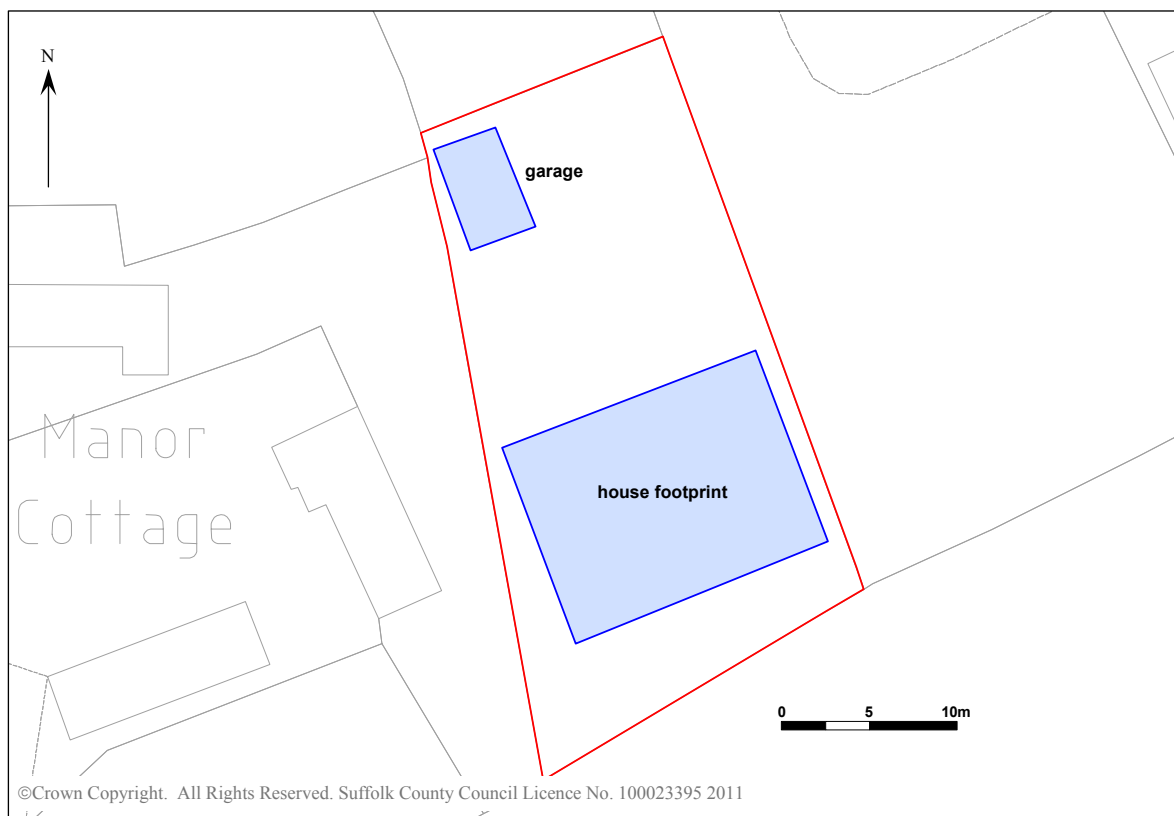 N
garage
Manor
Cottage
house footprint
0 5 10m
©Crown Copyright. All Rights Reserved. Suffolk County Council Licence No. 100023395 2011